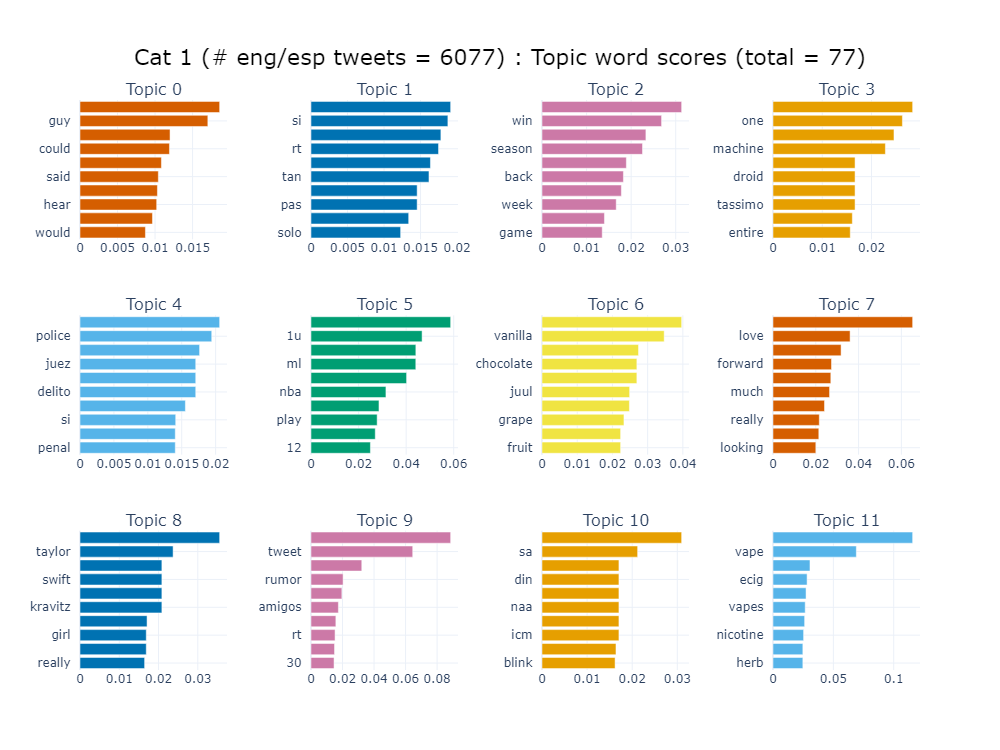 Cat 1 (# eng/esp tweets = 6077) : Topic word scores (total = 77)
Topic 0
guy
could
said
hear
would
0 0.005 0.01 0.015
Topic 1
si
rt
tan
pas
solo
0 0.005 0.01 0.015 0.02
Topic 2
win
season
back
week
game
0 0.01 0.02 0.03
Topic 3
one
machine
droid
tassimo
entire
0 0.01 0.02
Topic 4
police
juez
delito
si
penal
0 0.005 0.01 0.015 0.02
Topic 5
1u
ml
nba
play
12
0 0.02 0.04 0.06
Topic 6
vanilla
chocolate
juul
grape
fruit
0 0.01 0.02 0.03 0.04
Topic 7
love
forward
much
really
looking
0 0.02 0.04 0.06
Topic 8
taylor
swift
kravitz
girl
really
0 0.01 0.02 0.03
Topic 9
tweet
rumor
amigos
rt
30
0 0.02 0.04 0.06 0.08
Topic 10
sa
din
naa
icm
blink
0 0.01 0.02 0.03
Topic 11
vape
ecig
vapes
nicotine
herb
0 0.05 0.1